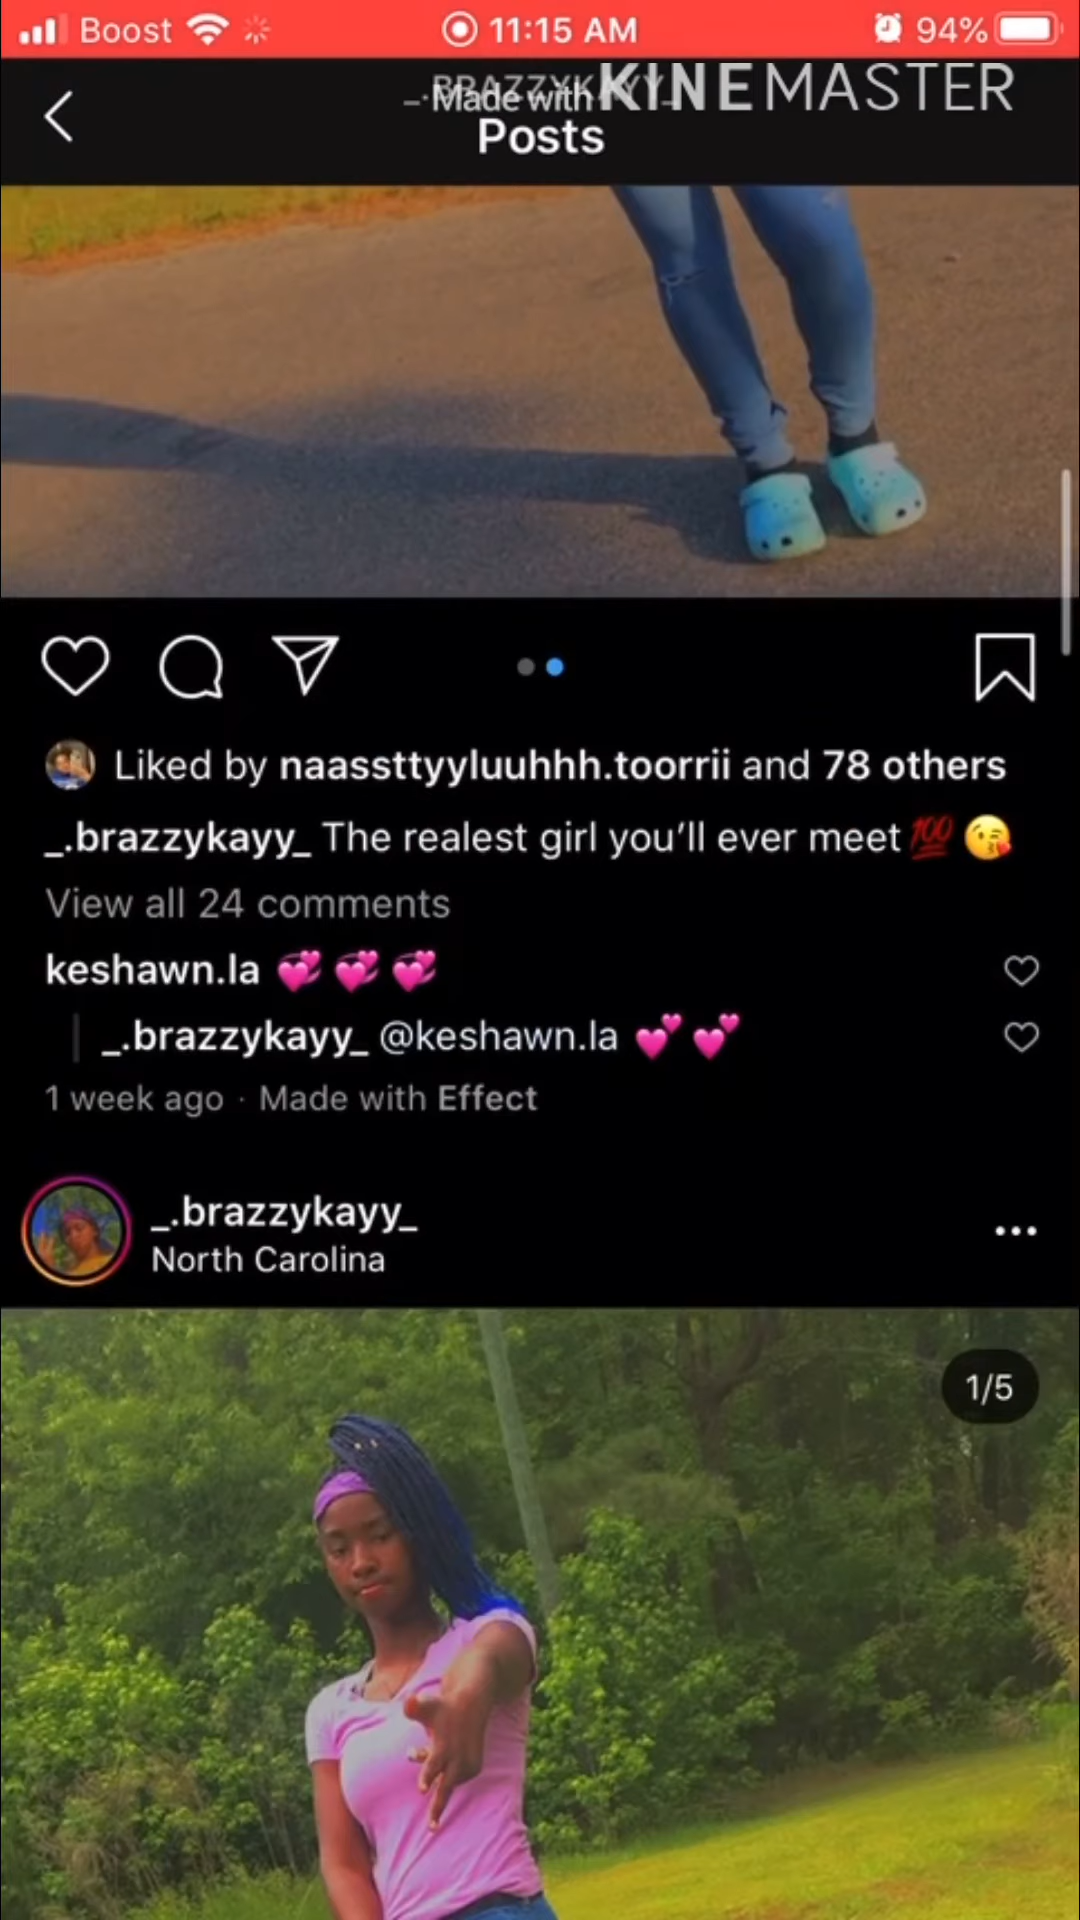 Boost 11:15 AM 94%
_.BRAZZYKAYY_
Made with KINEMASTER
Posts
Liked by naassttyyluuhhh.toorrii and 78 others
_.brazzykayy_ The realest girl you’ll ever meet 💯 😘
View all 24 comments
keshawn.la 💞 💞 💞
_.brazzykayy_ @keshawn.la 💕 💕
1 week ago · Made with Effect
_.brazzykayy_
North Carolina
1/5